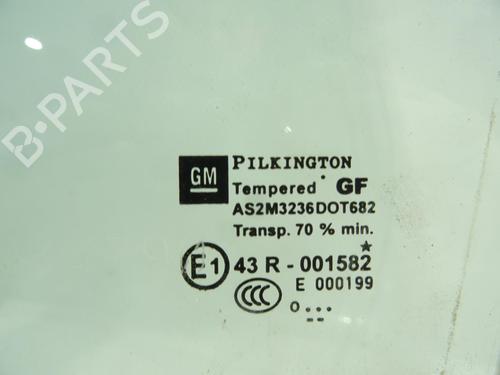 B-PARTS
GM PILKINGTON
Tempered GF
AS2M3236DOT682
Transp. 70 % min.
E1 43 R - 001582
CCC E 000199
o...
--